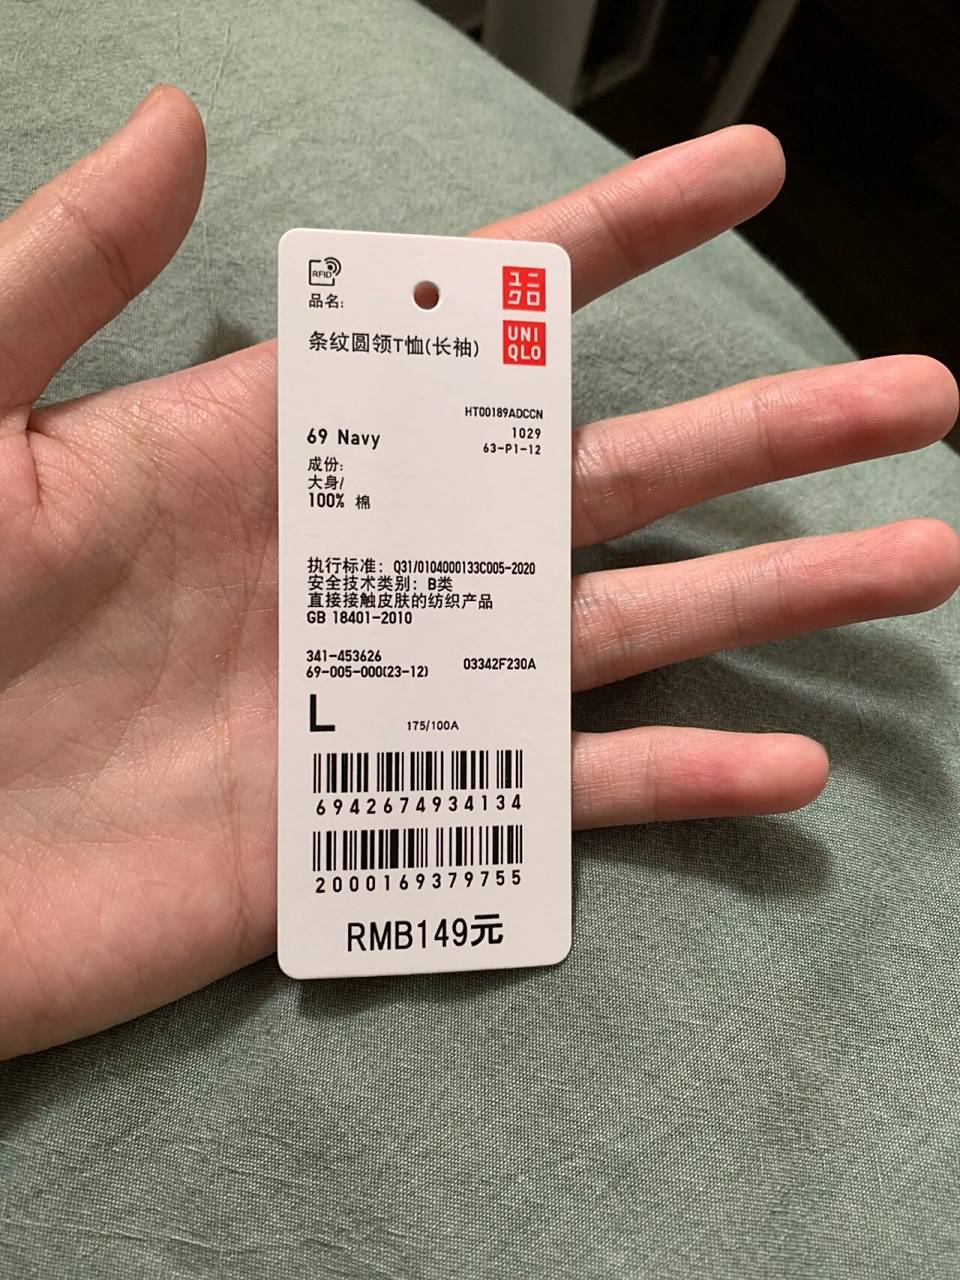 RFID
品名:
ユニ
クロ
UNI
QLO
条纹圆领T恤(长袖)
HT00189ADCCN
69 Navy
1029
63-P1-12
成份:
大身/
100% 棉
执行标准: Q31/0104000133C005-2020
安全技术类别: B类
直接接触皮肤的纺织产品
GB 18401-2010
341-453626
69-005-000(23-12) 03342F230A
L 175/100A
6942674934134
2000169379755
RMB149元